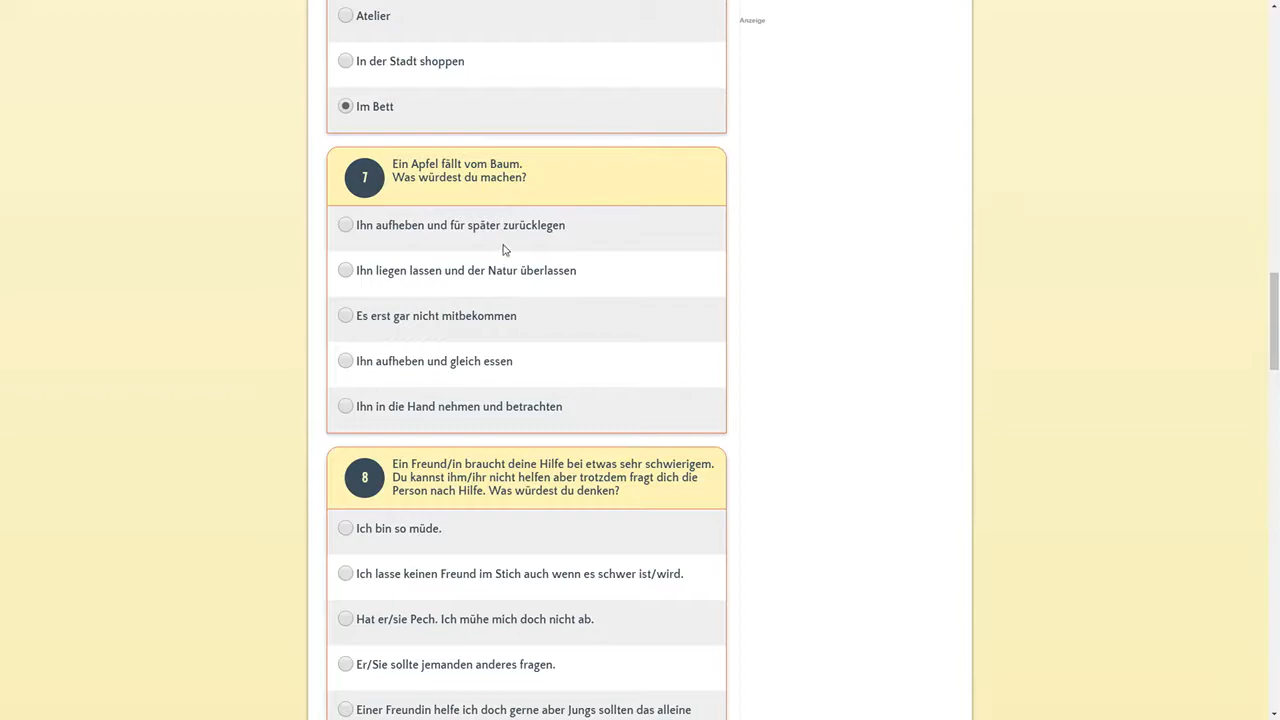 Atelier
Anzeige
In der Stadt shoppen
Im Bett
7
Ein Apfel fällt vom Baum.
Was würdest du machen?
Ihn aufheben und für später zurücklegen
Ihn liegen lassen und der Natur überlassen
Es erst gar nicht mitbekommen
Ihn aufheben und gleich essen
Ihn in die Hand nehmen und betrachten
8
Ein Freund/in braucht deine Hilfe bei etwas sehr schwierigem.
Du kannst ihm/ihr nicht helfen aber trotzdem fragt dich die
Person nach Hilfe. Was würdest du denken?
Ich bin so müde.
Ich lasse keinen Freund im Stich auch wenn es schwer ist/wird.
Hat er/sie Pech. Ich mühe mich doch nicht ab.
Er/Sie sollte jemanden anderes fragen.
Einer Freundin helfe ich doch gerne aber Jungs sollten das alleine